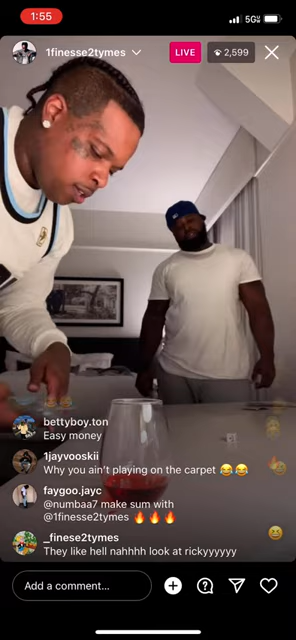 1:55
5G
1finesse2tymes
LIVE
2,599
bettyboy.ton
Easy money
1jayvooskii
Why you ain't playing on the carpet 😂😂
faygoo.jayc
@numbaa7 make sum with
@1finesse2tymes 🔥🔥🔥
_finese2tymes
They like hell nahhhh look at rickyyyyyy
Add a comment...